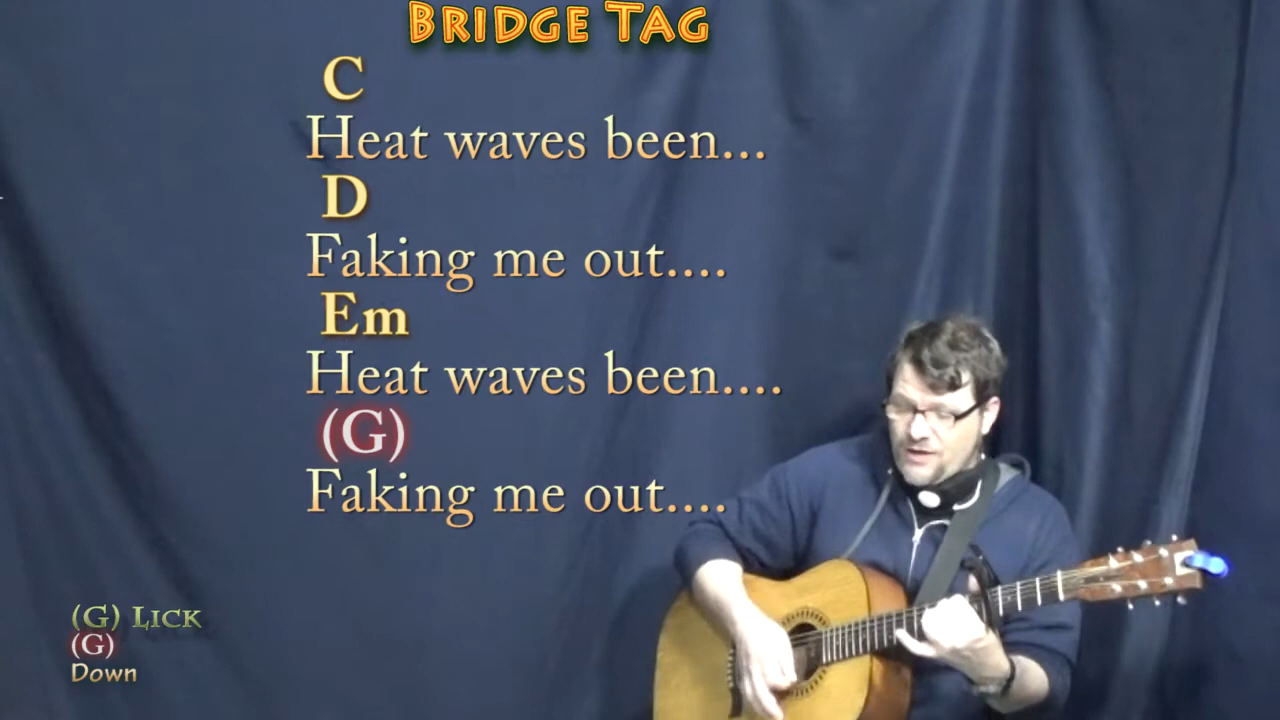 BRIDGE TAG
C
Heat waves been...
D
Faking me out....
Em
Heat waves been....
(G)
Faking me out....
(G) LICK
(G)
Down